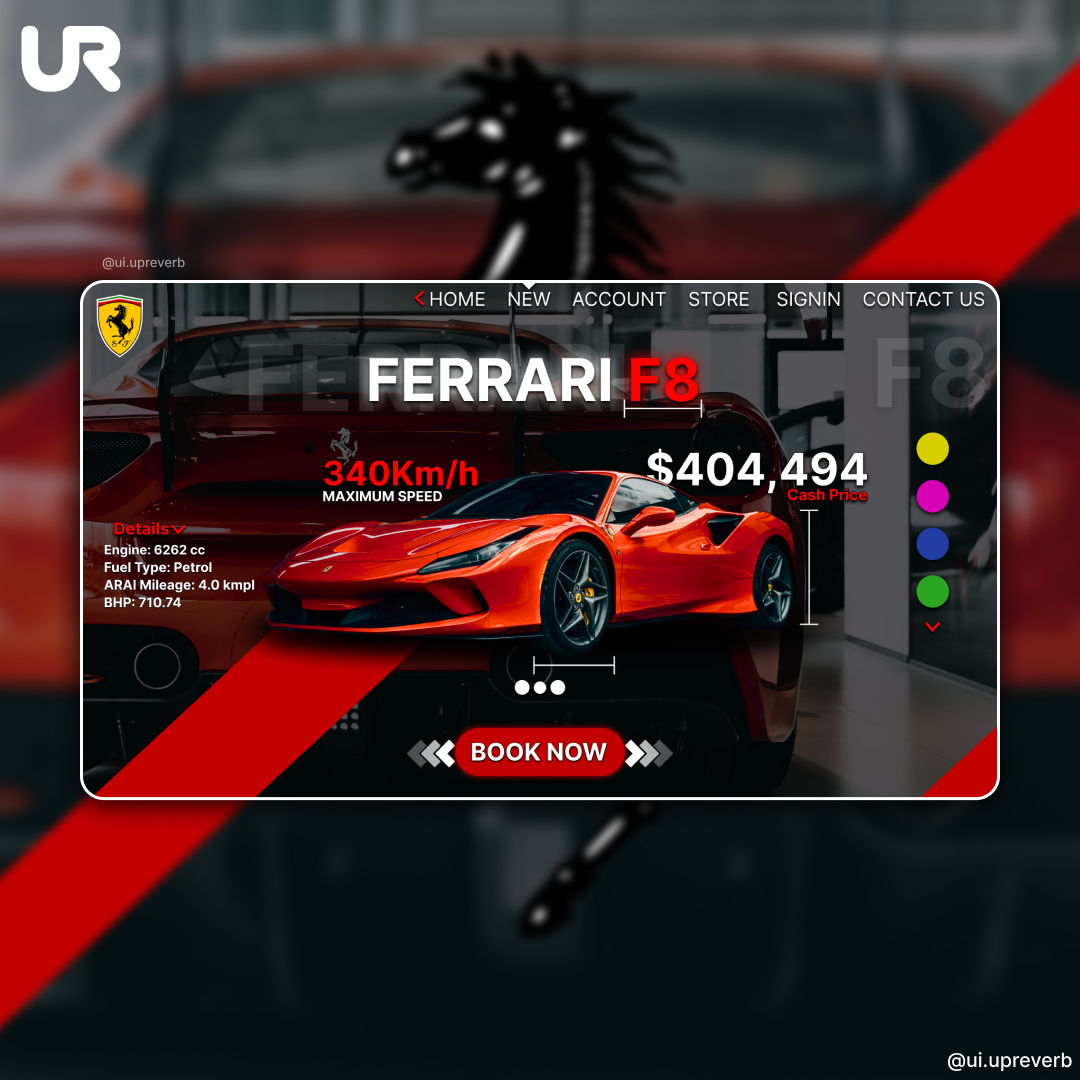 UR
@ui.upreverb
HOME NEW ACCOUNT STORE SIGNIN CONTACT US
FERRARI F8
FERRARI F8
340Km/h
MAXIMUM SPEED
$404,494
Cash Price
Details
Engine: 6262 cc
Fuel Type: Petrol
ARAI Mileage: 4.0 kmpl
BHP: 710.74
BOOK NOW
@ui.upreverb